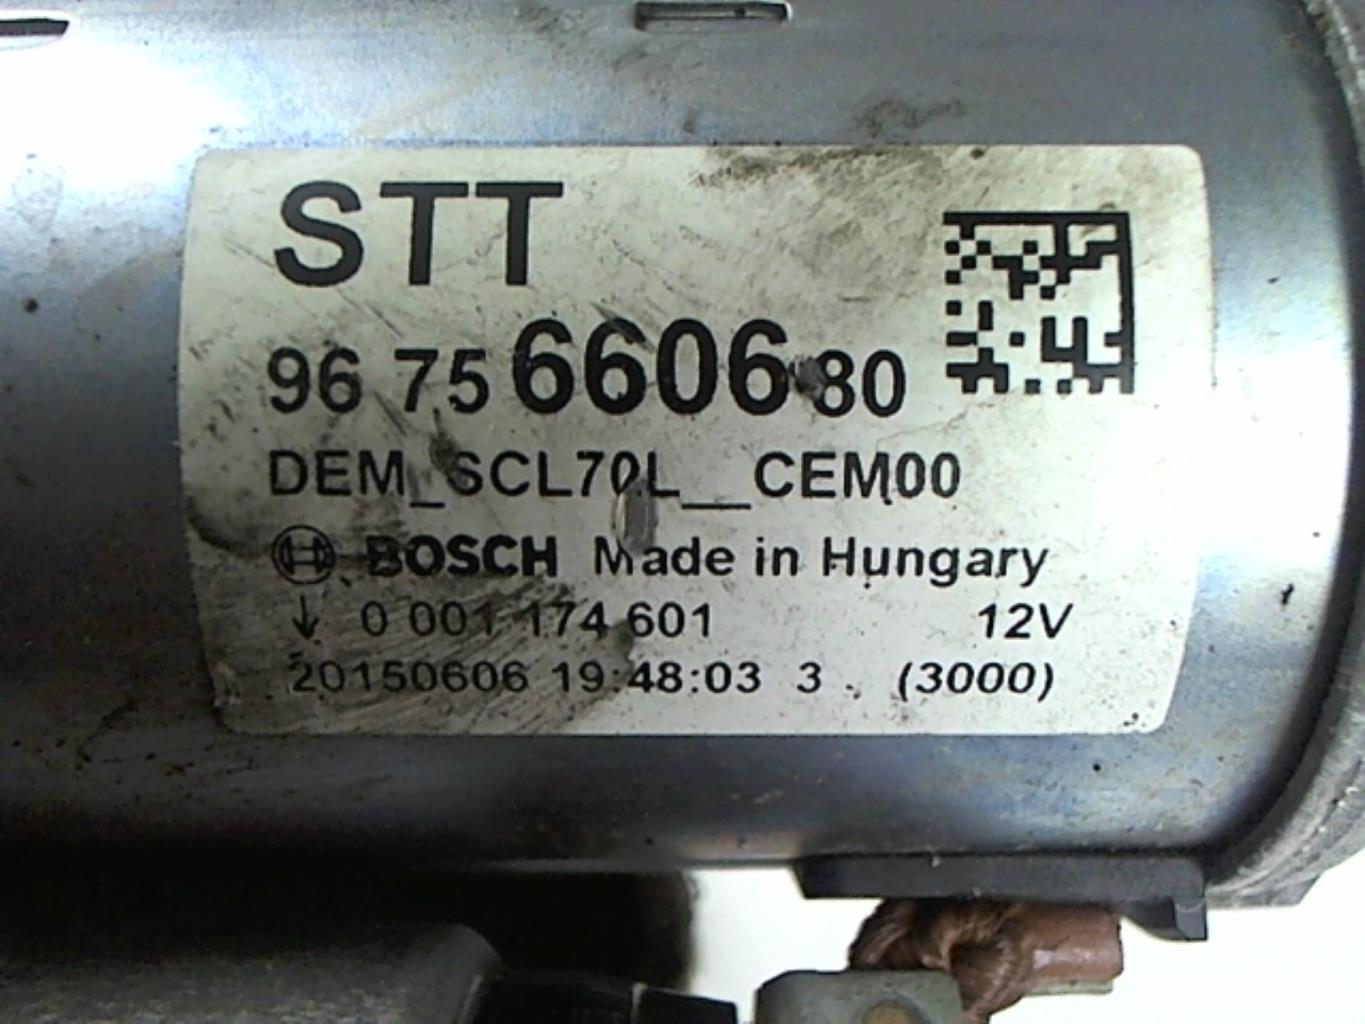 STT
96 75 6606 80
DEM_SCL70L__CEM00
BOSCH Made in Hungary
↓ 0 001 174 601 12V
20150606 19:48:03 3 (3000)